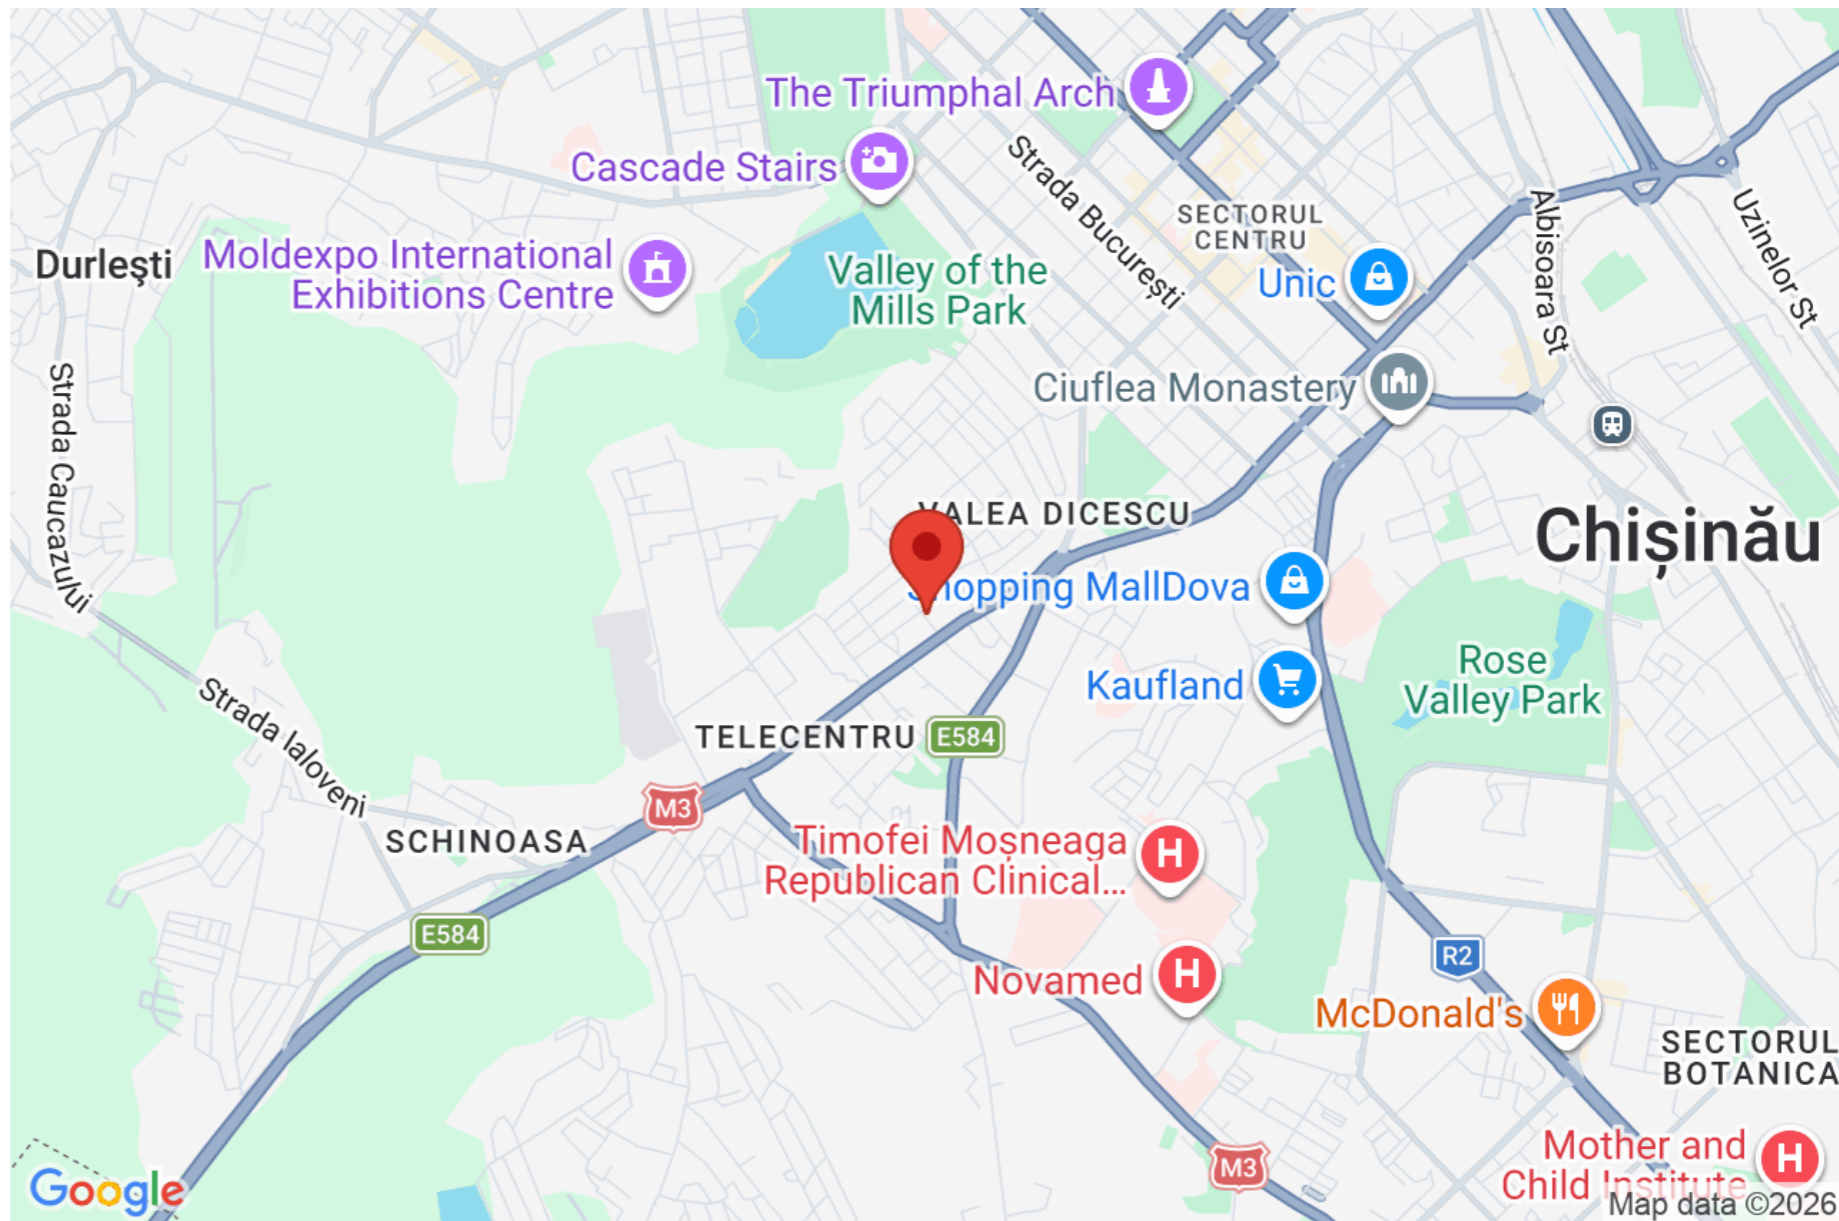 The Triumphal Arch
Cascade Stairs
Strada București
SECTORUL
CENTRU
Albisoara St
Uzinelor St
Durleşti
Moldexpo International
Exhibitions Centre
Valley of the
Mills Park
Unic
Strada Caucazului
Ciuflea Monastery
VALEA DICESCU
Chișinău
Shopping MallDova
Kaufland
Rose
Valley Park
Strada Ialoveni
TELECENTRU
E584
M3
SCHINOASA
Timofei Moșneaga
Republican Clinical...
H
E584
R2
Novamed
H
McDonald's
SECTORUL
BOTANICA
M3
Mother and
Child Institute
H
Google
Map data ©2026